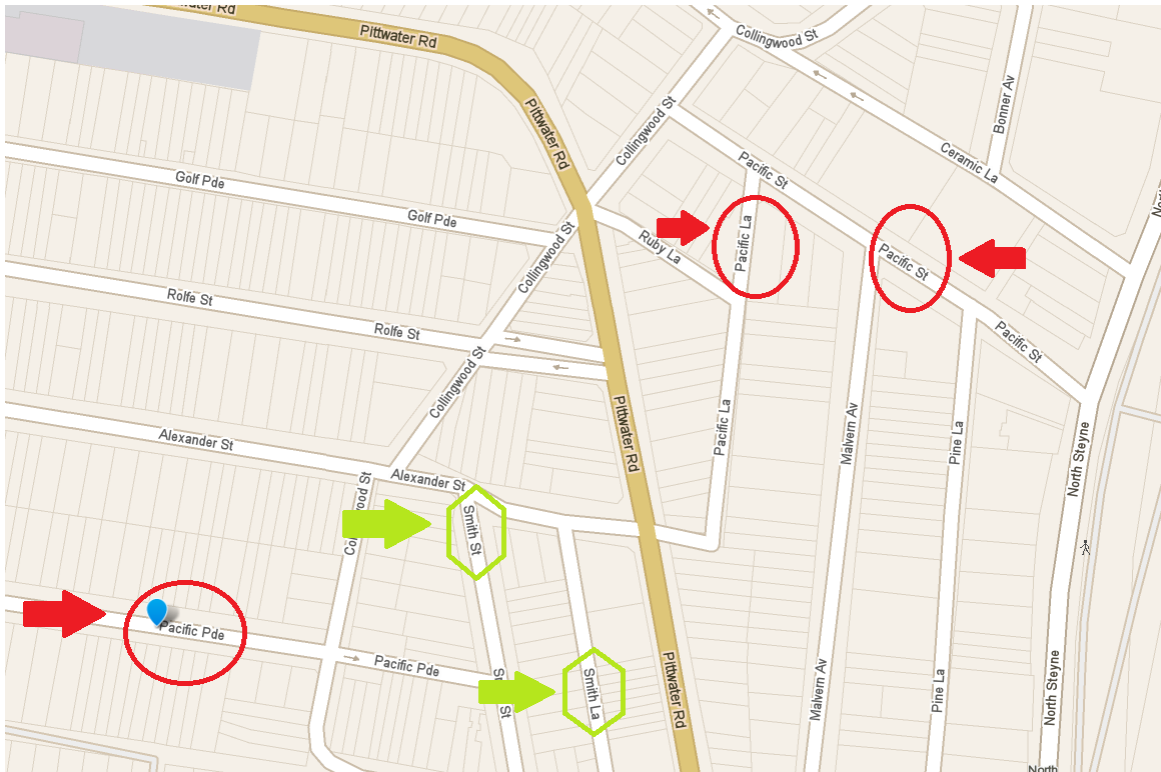 Pittwater Rd
Collingwood St
Bonner Av
Pittwater Rd
Collingwood St
Ceramic La
Pacific St
Golf Pde
Golf Pde
Pacific La
Ruby La
Pacific St
Collingwood St
Rolfe St
Rolfe St
Pacific St
Collingwood St
Pittwater Rd
Pacific La
Malvern Av
Pine La
North Steyne
Alexander St
Alexander St
Smith St
Pacific Pde
Pacific Pde
Smith La
Pittwater Rd
Malvern Av
Pine La
North Steyne
North